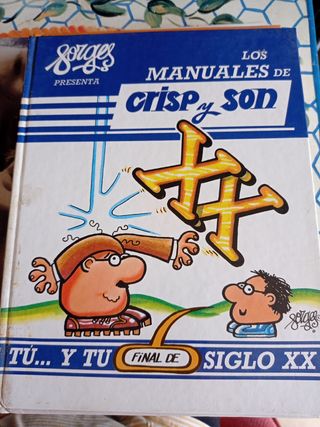 Forges
PRESENTA
LOS
MANUALES DE
crisp y son
XX
Forges
TÚ... Y TU FINAL DE SIGLO XX